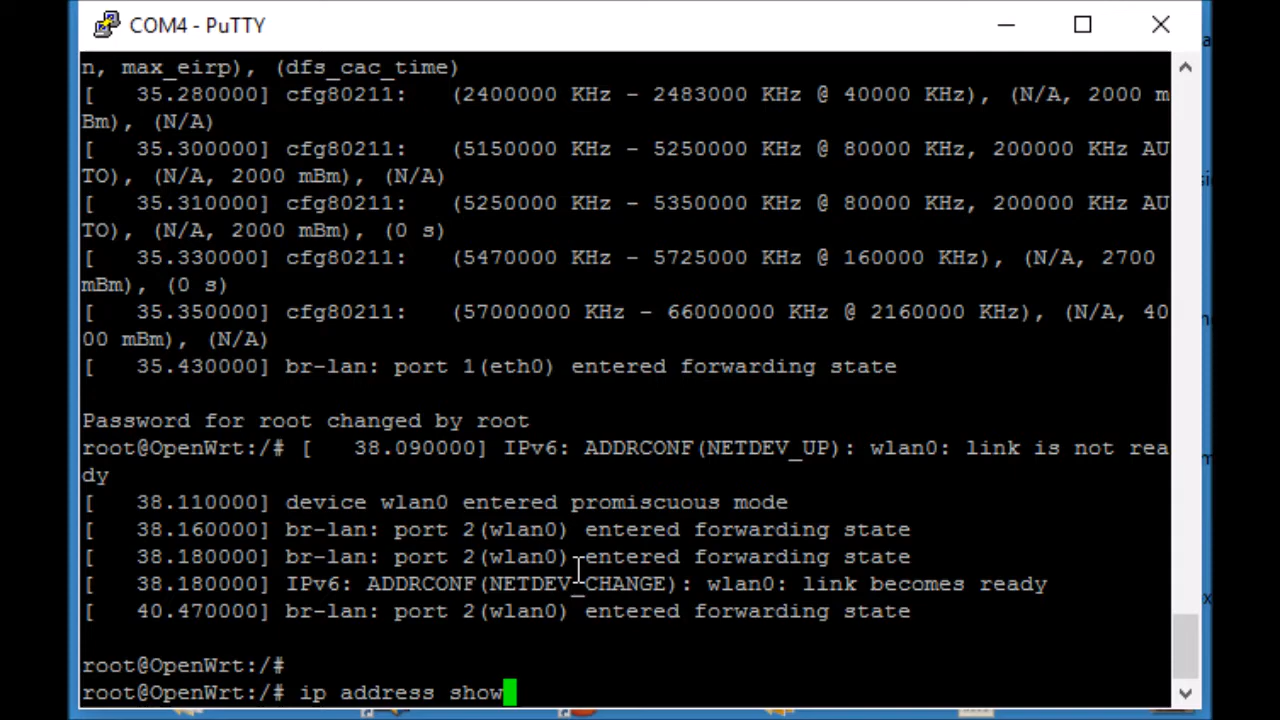 COM4 - PuTTY
n, max_eirp), (dfs_cac_time)
[   35.280000] cfg80211:   (2400000 KHz - 2483000 KHz @ 40000 KHz), (N/A, 2000 m
Bm), (N/A)
[   35.300000] cfg80211:   (5150000 KHz - 5250000 KHz @ 80000 KHz, 200000 KHz AU
TO), (N/A, 2000 mBm), (N/A)
[   35.310000] cfg80211:   (5250000 KHz - 5350000 KHz @ 80000 KHz, 200000 KHz AU
TO), (N/A, 2000 mBm), (0 s)
[   35.330000] cfg80211:   (5470000 KHz - 5725000 KHz @ 160000 KHz), (N/A, 2700
mBm), (0 s)
[   35.350000] cfg80211:   (57000000 KHz - 66000000 KHz @ 2160000 KHz), (N/A, 40
00 mBm), (N/A)
[   35.430000] br-lan: port 1(eth0) entered forwarding state
Password for root changed by root
root@OpenWrt:/# [   38.090000] IPv6: ADDRCONF(NETDEV_UP): wlan0: link is not rea
dy
[   38.110000] device wlan0 entered promiscuous mode
[   38.160000] br-lan: port 2(wlan0) entered forwarding state
[   38.180000] br-lan: port 2(wlan0) entered forwarding state
[   38.180000] IPv6: ADDRCONF(NETDEV_CHANGE): wlan0: link becomes ready
[   40.470000] br-lan: port 2(wlan0) entered forwarding state
root@OpenWrt:/#
root@OpenWrt:/# ip address show